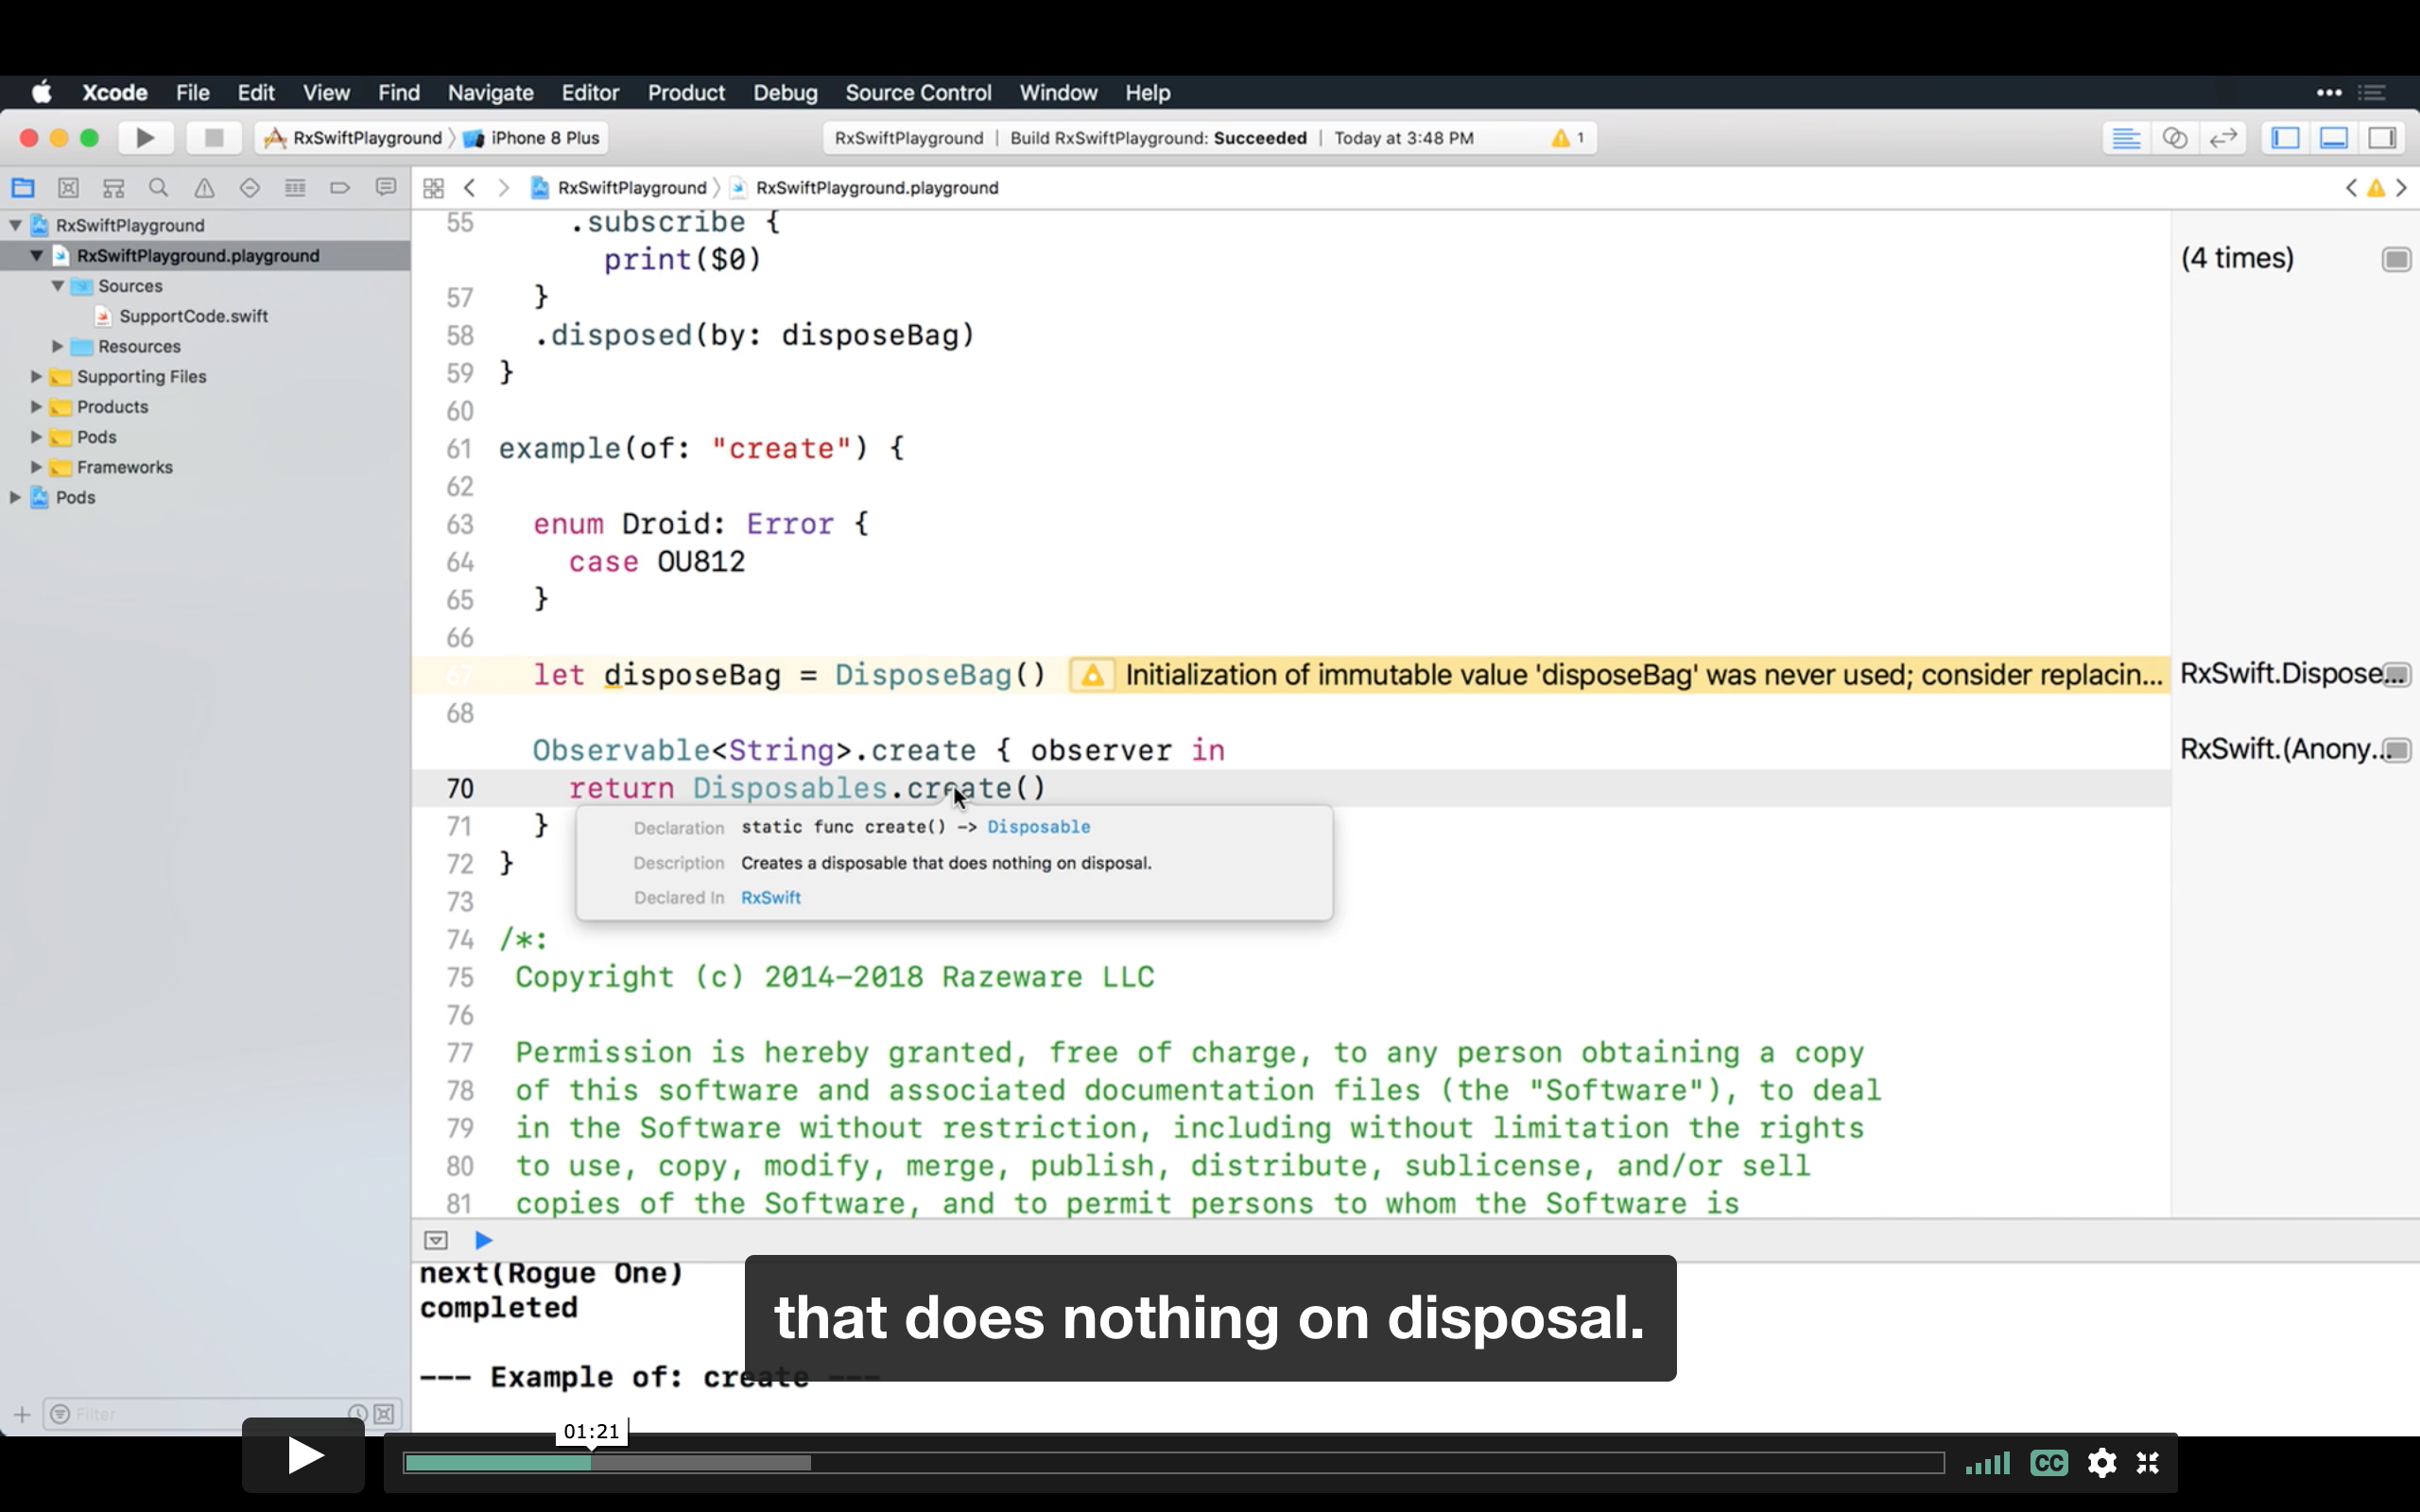 Xcode File Edit View Find Navigate Editor Product Debug Source Control Window Help
RxSwiftPlayground 〉 iPhone 8 Plus
RxSwiftPlayground | Build RxSwiftPlayground: Succeeded | Today at 3:48 PM 1
RxSwiftPlayground 〉 RxSwiftPlayground.playground
RxSwiftPlayground
RxSwiftPlayground.playground
Sources
SupportCode.swift
Resources
Supporting Files
Products
Pods
Frameworks
Pods
Filter
55 .subscribe {
print($0) (4 times)
57 }
58 .disposed(by: disposeBag)
59 }
60
61 example(of: "create") {
62
63 enum Droid: Error {
64 case OU812
65 }
66
67 let disposeBag = DisposeBag() Initialization of immutable value 'disposeBag' was never used; consider replacin... RxSwift.Dispose...
68
Observable<String>.create { observer in RxSwift.(Anony...
70 return Disposables.create()
71 }
72 }
73
Declaration static func create() -> Disposable
Description Creates a disposable that does nothing on disposal.
Declared In RxSwift
74 /*:
75 Copyright (c) 2014-2018 Razeware LLC
76
77 Permission is hereby granted, free of charge, to any person obtaining a copy
78 of this software and associated documentation files (the "Software"), to deal
79 in the Software without restriction, including without limitation the rights
80 to use, copy, modify, merge, publish, distribute, sublicense, and/or sell
81 copies of the Software, and to permit persons to whom the Software is
next(Rogue One)
completed
--- Example of: create ---
that does nothing on disposal.
01:21
CC